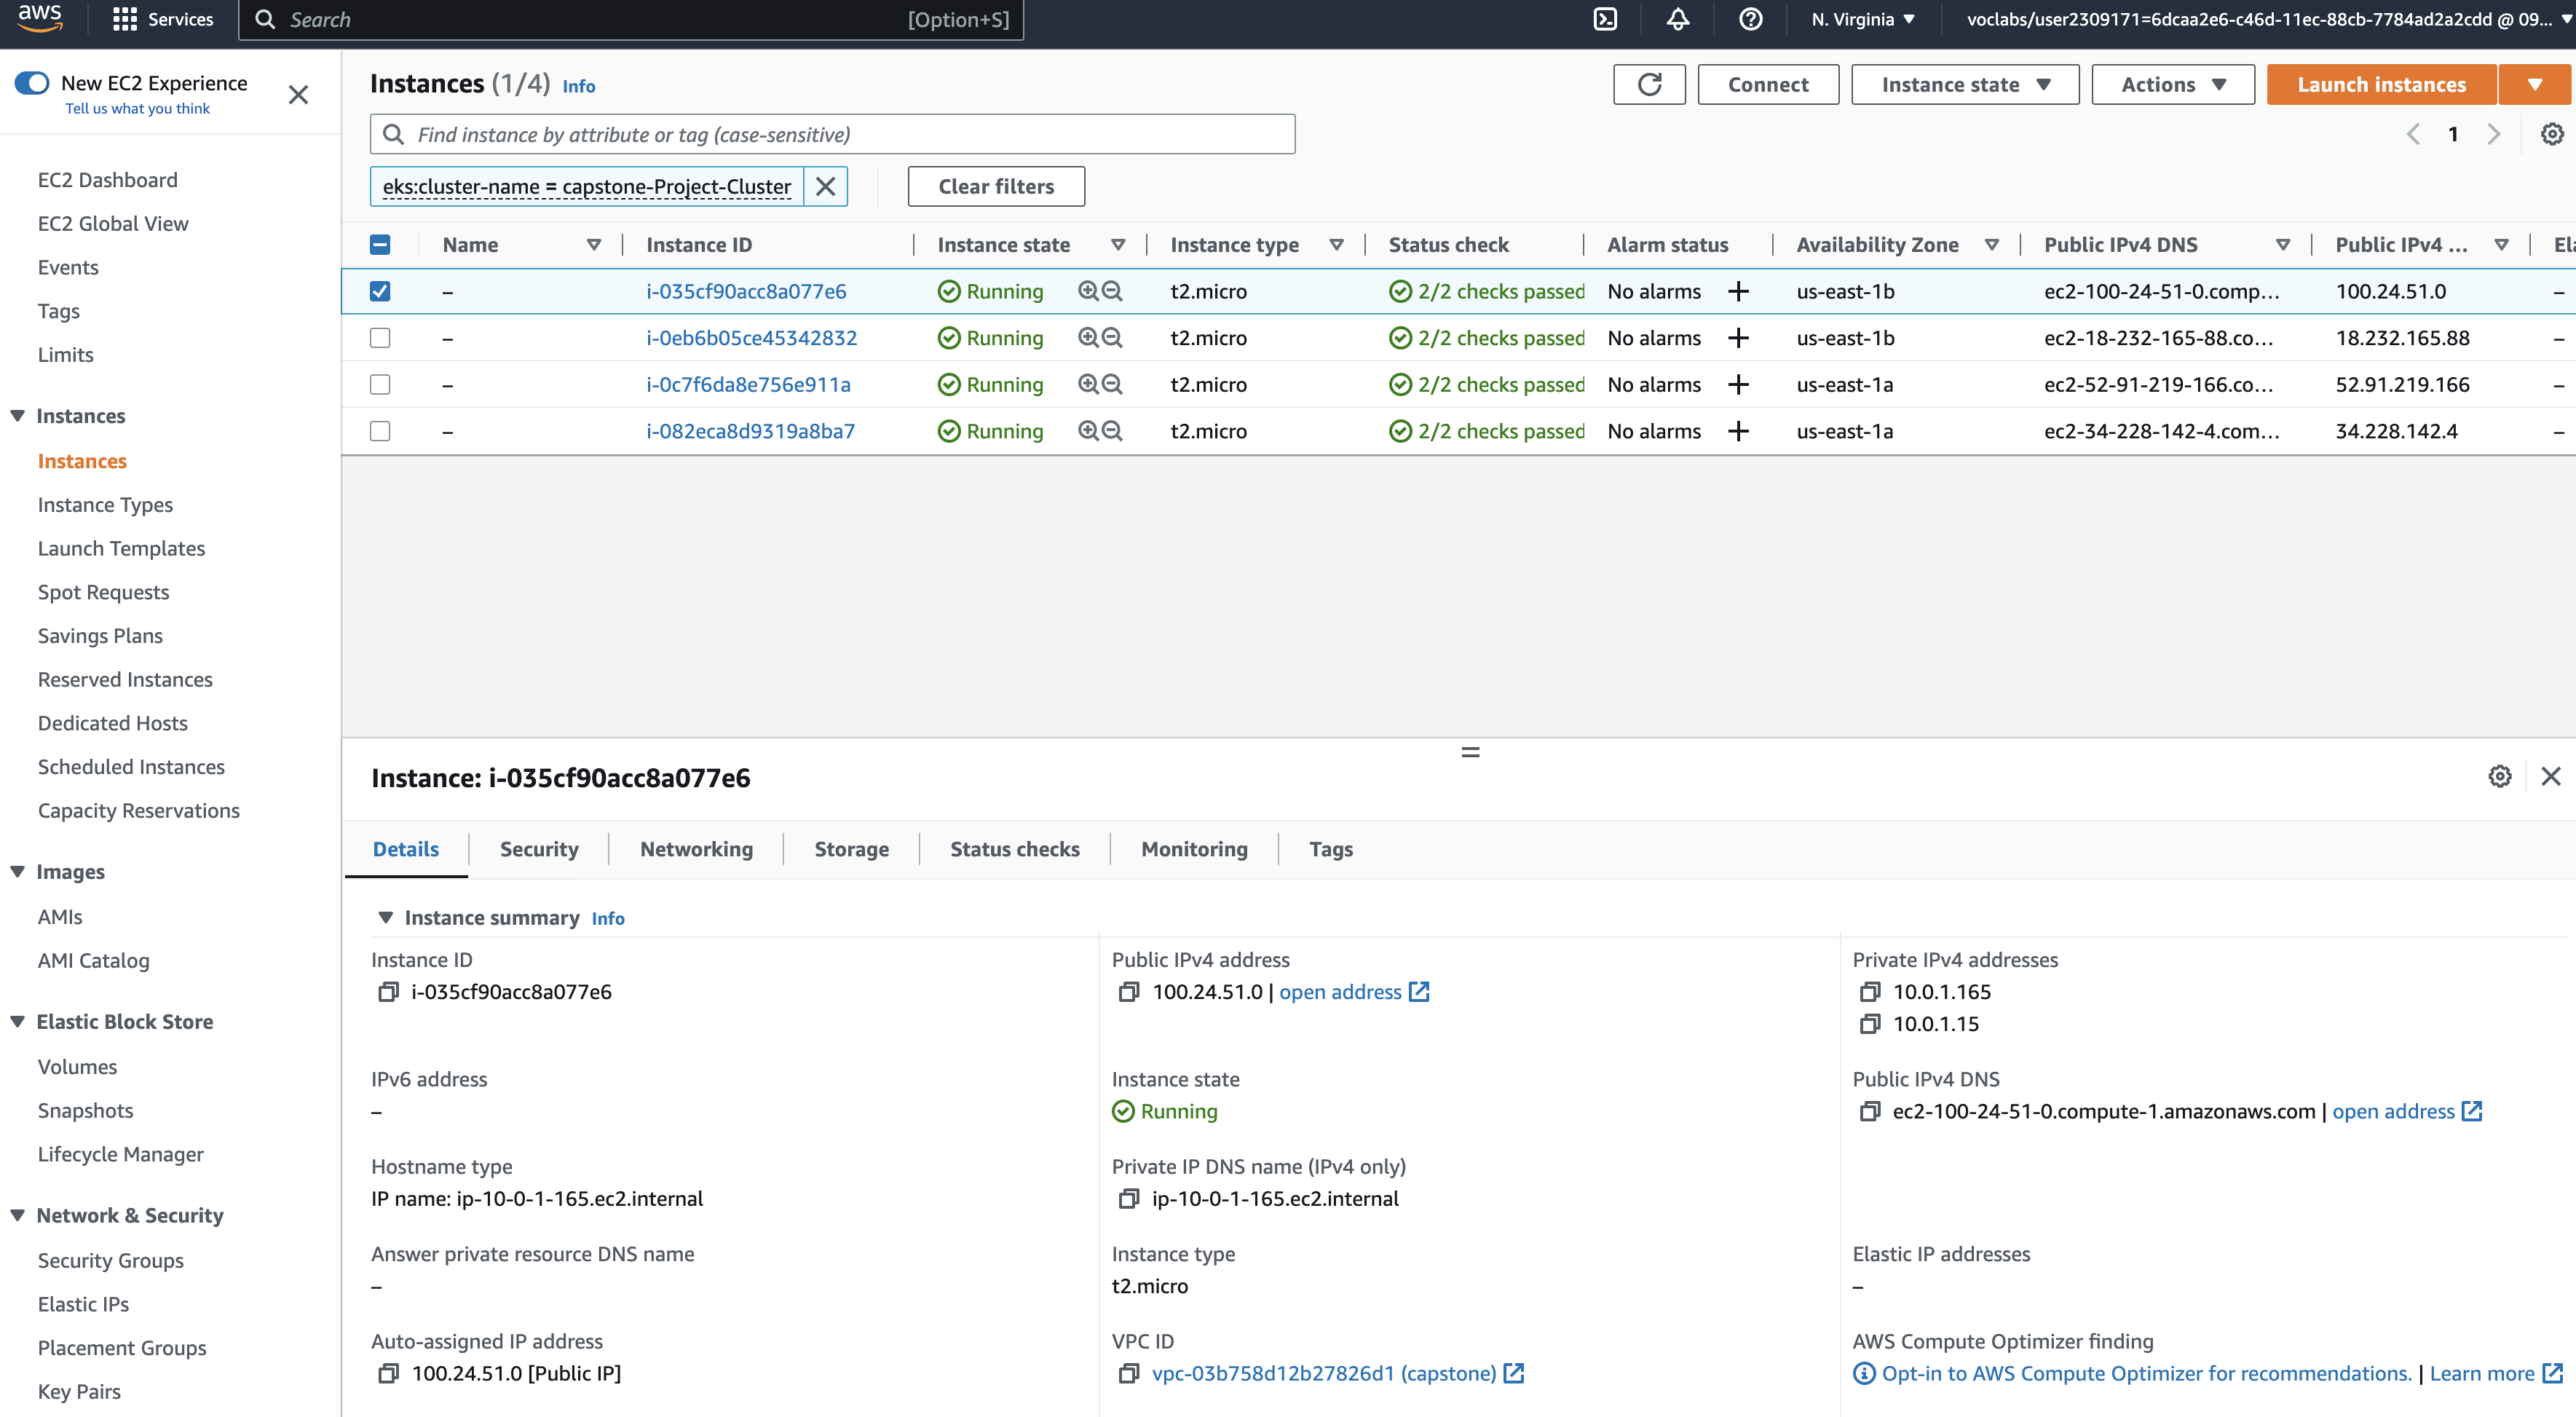 aws
Services
Search
[Option+S]
N. Virginia
voclabs/user2309171=6dcaa2e6-c46d-11ec-88cb-7784ad2a2cdd @ 09...
New EC2 Experience
Tell us what you think
EC2 Dashboard
EC2 Global View
Events
Tags
Limits
Instances
Instances
Instance Types
Launch Templates
Spot Requests
Savings Plans
Reserved Instances
Dedicated Hosts
Scheduled Instances
Capacity Reservations
Images
AMIs
AMI Catalog
Elastic Block Store
Volumes
Snapshots
Lifecycle Manager
Network & Security
Security Groups
Elastic IPs
Placement Groups
Key Pairs
Instances (1/4) Info
Connect
Instance state
Actions
Launch instances
Find instance by attribute or tag (case-sensitive)
1
eks:cluster-name = capstone-Project-Cluster
Clear filters
Name Instance ID Instance state Instance type Status check Alarm status Availability Zone Public IPv4 DNS Public IPv4 ... Ela
– i-035cf90acc8a077e6 Running t2.micro 2/2 checks passed No alarms + us-east-1b ec2-100-24-51-0.comp... 100.24.51.0 –
– i-0eb6b05ce45342832 Running t2.micro 2/2 checks passed No alarms + us-east-1b ec2-18-232-165-88.co... 18.232.165.88 –
– i-0c7f6da8e756e911a Running t2.micro 2/2 checks passed No alarms + us-east-1a ec2-52-91-219-166.co... 52.91.219.166 –
– i-082eca8d9319a8ba7 Running t2.micro 2/2 checks passed No alarms + us-east-1a ec2-34-228-142-4.com... 34.228.142.4 –
Instance: i-035cf90acc8a077e6
Details Security Networking Storage Status checks Monitoring Tags
Instance summary Info
Instance ID
i-035cf90acc8a077e6
Public IPv4 address
100.24.51.0 | open address
Private IPv4 addresses
10.0.1.165
10.0.1.15
IPv6 address
–
Instance state
Running
Public IPv4 DNS
ec2-100-24-51-0.compute-1.amazonaws.com | open address
Hostname type
IP name: ip-10-0-1-165.ec2.internal
Private IP DNS name (IPv4 only)
ip-10-0-1-165.ec2.internal
Answer private resource DNS name
–
Instance type
t2.micro
Elastic IP addresses
–
Auto-assigned IP address
100.24.51.0 [Public IP]
VPC ID
vpc-03b758d12b27826d1 (capstone)
AWS Compute Optimizer finding
Opt-in to AWS Compute Optimizer for recommendations. | Learn more